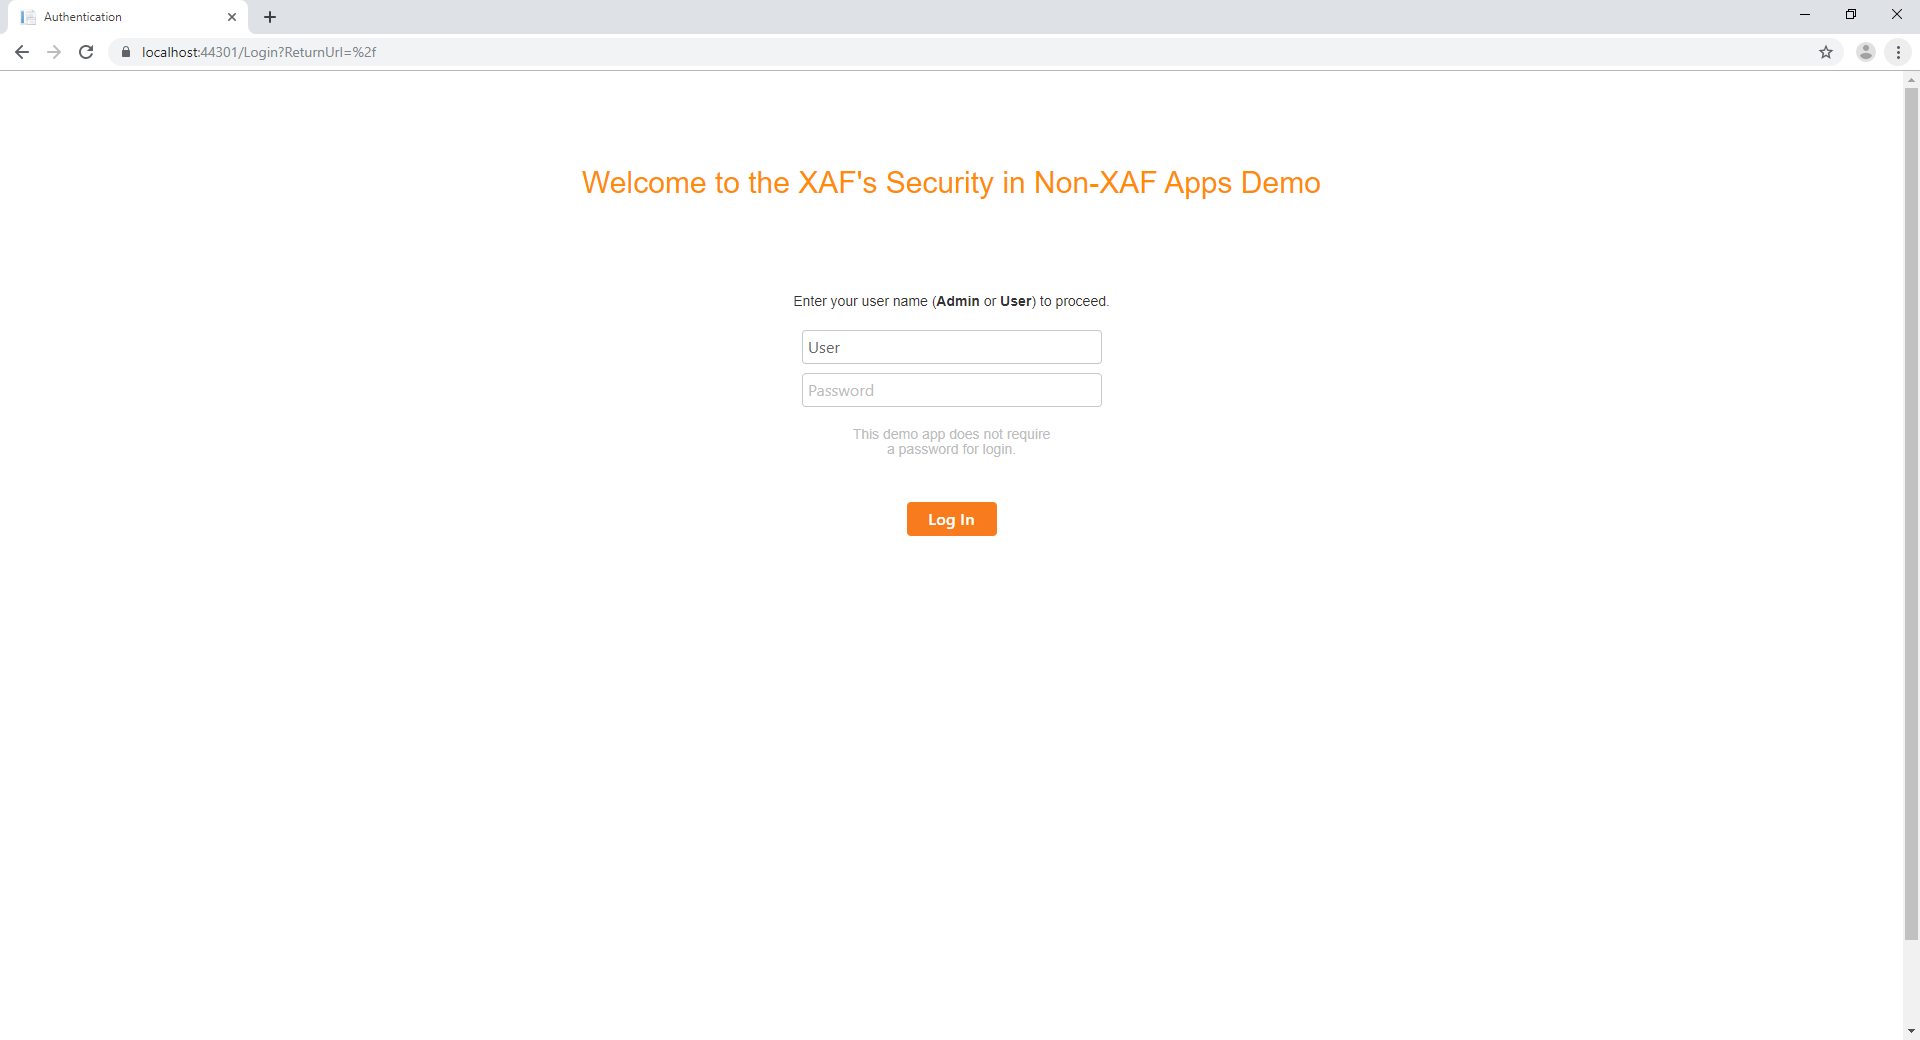 Authentication
localhost:44301/Login?ReturnUrl=%2f
Welcome to the XAF's Security in Non-XAF Apps Demo
Enter your user name (Admin or User) to proceed.
User
Password
This demo app does not require
a password for login.
Log In